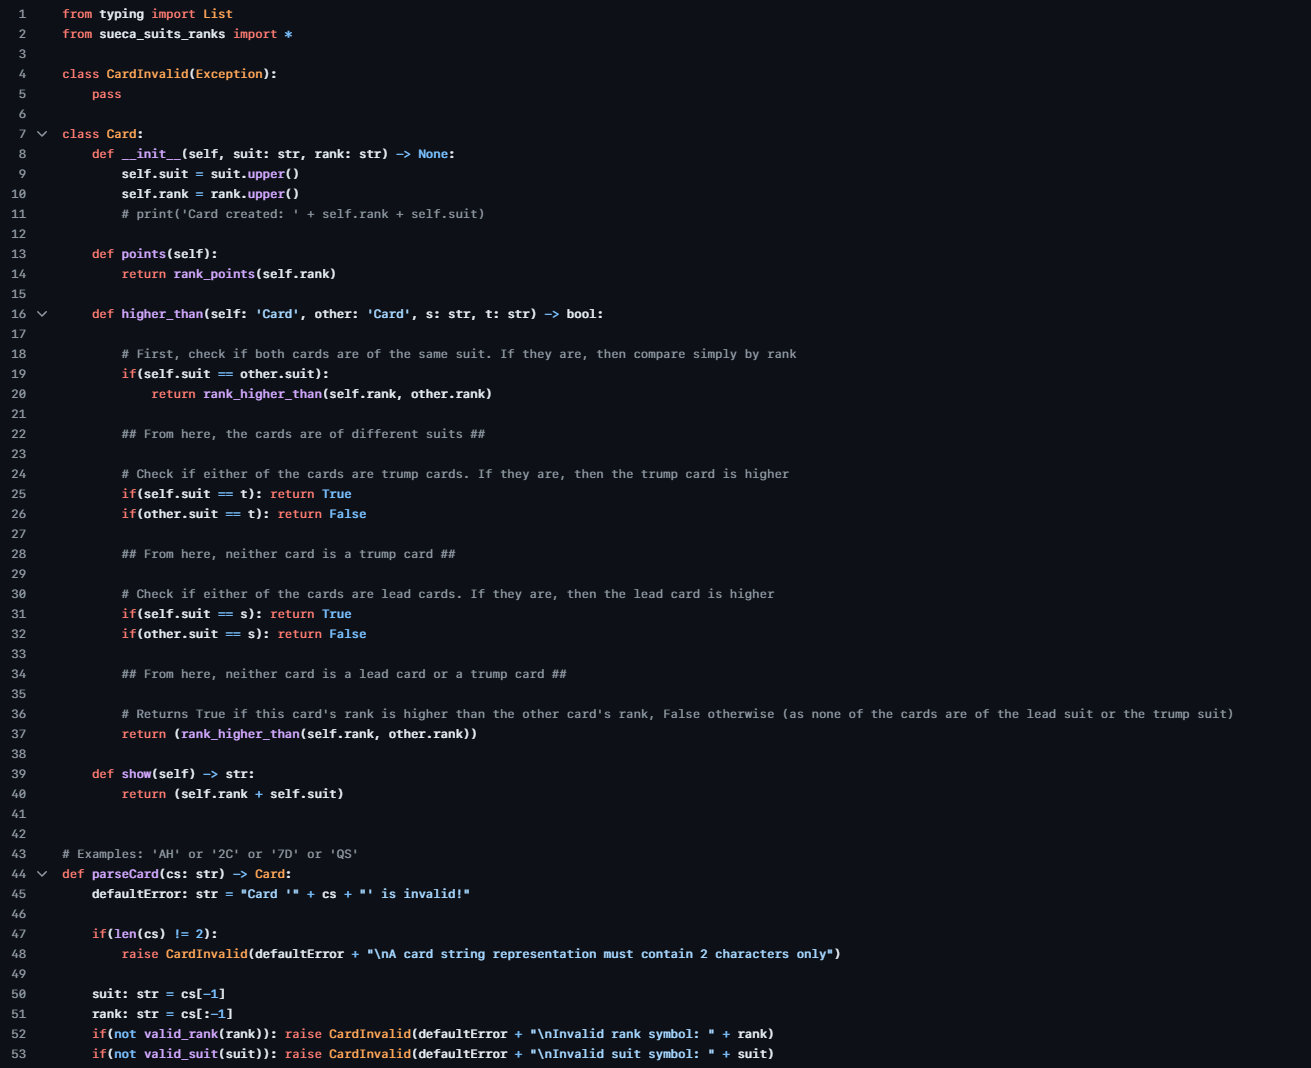 1 from typing import List
2 from sueca_suits_ranks import *
3
4 class CardInvalid(Exception):
5     pass
6
7 class Card:
8     def __init__(self, suit: str, rank: str) -> None:
9         self.suit = suit.upper()
10         self.rank = rank.upper()
11         # print('Card created: ' + self.rank + self.suit)
12
13     def points(self):
14         return rank_points(self.rank)
15
16     def higher_than(self: 'Card', other: 'Card', s: str, t: str) -> bool:
17
18         # First, check if both cards are of the same suit. If they are, then compare simply by rank
19         if(self.suit == other.suit):
20             return rank_higher_than(self.rank, other.rank)
21
22         ## From here, the cards are of different suits ##
23
24         # Check if either of the cards are trump cards. If they are, then the trump card is higher
25         if(self.suit == t): return True
26         if(other.suit == t): return False
27
28         ## From here, neither card is a trump card ##
29
30         # Check if either of the cards are lead cards. If they are, then the lead card is higher
31         if(self.suit == s): return True
32         if(other.suit == s): return False
33
34         ## From here, neither card is a lead card or a trump card ##
35
36         # Returns True if this card's rank is higher than the other card's rank, False otherwise (as none of the cards are of the lead suit or the trump suit)
37         return (rank_higher_than(self.rank, other.rank))
38
39     def show(self) -> str:
40         return (self.rank + self.suit)
41
42
43 # Examples: 'AH' or '2C' or '7D' or 'QS'
44 def parseCard(cs: str) -> Card:
45     defaultError: str = "Card '" + cs + "' is invalid!"
46
47     if(len(cs) != 2):
48         raise CardInvalid(defaultError + "\nA card string representation must contain 2 characters only")
49
50     suit: str = cs[-1]
51     rank: str = cs[:-1]
52     if(not valid_rank(rank)): raise CardInvalid(defaultError + "\nInvalid rank symbol: " + rank)
53     if(not valid_suit(suit)): raise CardInvalid(defaultError + "\nInvalid suit symbol: " + suit)